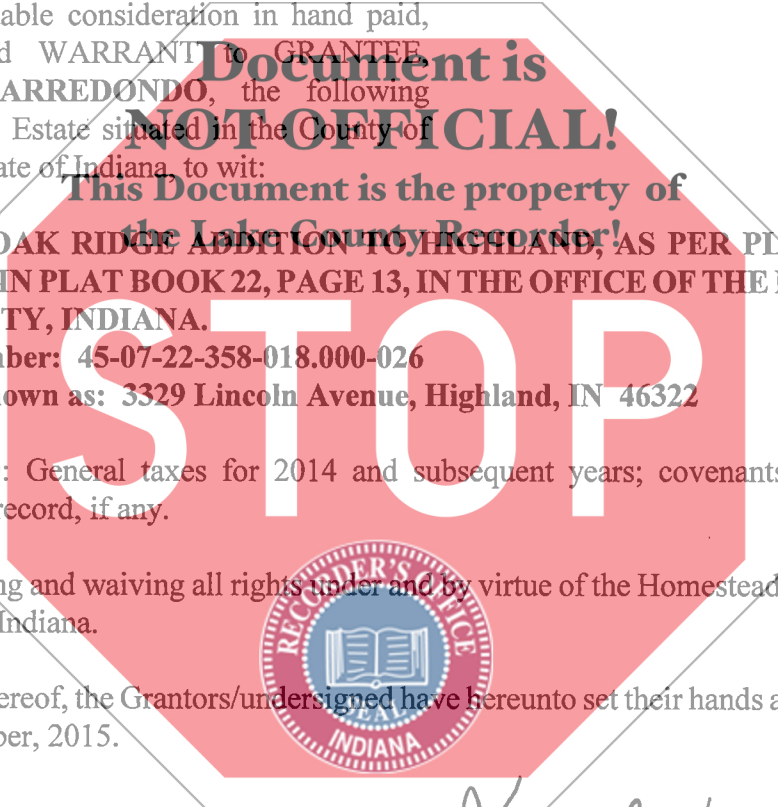 able consideration in hand paid,
d WARRANT to GRANTEE,
Document is
ARREDONDO, the following
NOT OFFICIAL!
Estate situated in the County of
ate of Indiana, to wit:
This Document is the property of
the Lake County Recorder!
OAK RIDGE ADDITION TO HIGHLAND, AS PER PL
IN PLAT BOOK 22, PAGE 13, IN THE OFFICE OF THE
TY, INDIANA.
ber: 45-07-22-358-018.000-026
own as: 3329 Lincoln Avenue, Highland, IN 46322
STOP
: General taxes for 2014 and subsequent years; covenants
record, if any.
ng and waiving all rights under and by virtue of the Homestead
Indiana.
RECORDER'S OFFICE
SEAL
INDIANA
ereof, the Grantors/undersigned have hereunto set their hands a
ber, 2015.